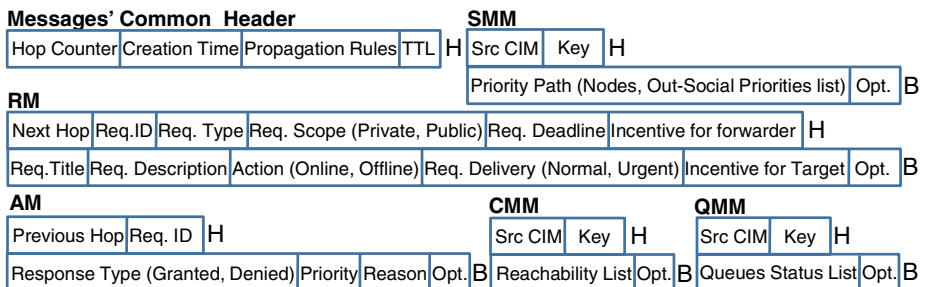 Messages' Common Header
Hop Counter Creation Time Propagation Rules TTL H
SMM
Src CIM Key H
Priority Path (Nodes, Out-Social Priorities list) Opt. B
RM
Next Hop Req.ID Req. Type Req. Scope (Private, Public) Req. Deadline Incentive for forwarder H
Req.Title Req. Description Action (Online, Offline) Req. Delivery (Normal, Urgent) Incentive for Target Opt. B
AM
Previous Hop Req. ID H
Response Type (Granted, Denied) Priority Reason Opt. B
CMM
Src CIM Key H
Reachability List Opt. B
QMM
Src CIM Key H
Queues Status List Opt. B